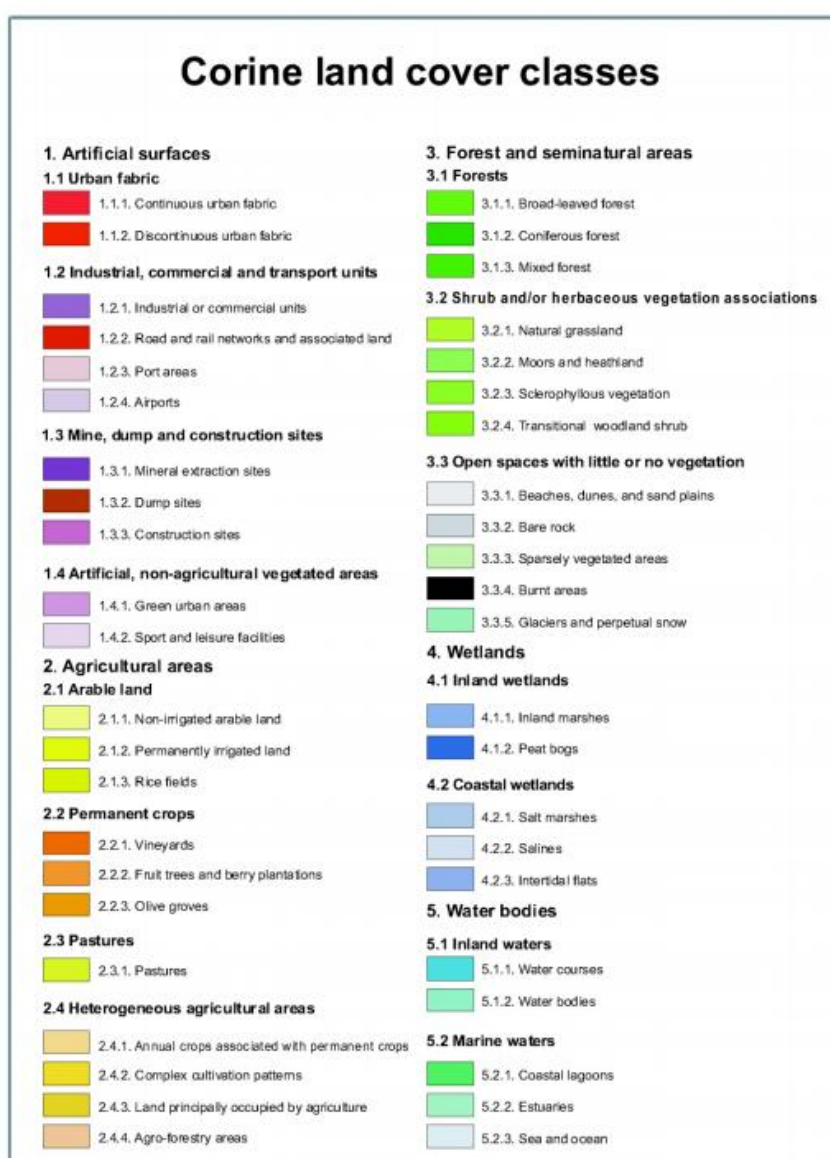 Corine land cover classes
1. Artificial surfaces
1.1 Urban fabric
1.1.1. Continuous urban fabric
1.1.2. Discontinuous urban fabric
1.2 Industrial, commercial and transport units
1.2.1. Industrial or commercial units
1.2.2. Road and rail networks and associated land
1.2.3. Port areas
1.2.4. Airports
1.3 Mine, dump and construction sites
1.3.1. Mineral extraction sites
1.3.2. Dump sites
1.3.3. Construction sites
1.4 Artificial, non-agricultural vegetated areas
1.4.1. Green urban areas
1.4.2. Sport and leisure facilities
2. Agricultural areas
2.1 Arable land
2.1.1. Non-irrigated arable land
2.1.2. Permanently irrigated land
2.1.3. Rice fields
2.2 Permanent crops
2.2.1. Vineyards
2.2.2. Fruit trees and berry plantations
2.2.3. Olive groves
2.3 Pastures
2.3.1. Pastures
2.4 Heterogeneous agricultural areas
2.4.1. Annual crops associated with permanent crops
2.4.2. Complex cultivation patterns
2.4.3. Land principally occupied by agriculture
2.4.4. Agro-forestry areas
3. Forest and seminatural areas
3.1 Forests
3.1.1. Broad-leaved forest
3.1.2. Coniferous forest
3.1.3. Mixed forest
3.2 Shrub and/or herbaceous vegetation associations
3.2.1. Natural grassland
3.2.2. Moors and heathland
3.2.3. Sclerophyllous vegetation
3.2.4. Transitional woodland shrub
3.3 Open spaces with little or no vegetation
3.3.1. Beaches, dunes, and sand plains
3.3.2. Bare rock
3.3.3. Sparsely vegetated areas
3.3.4. Burnt areas
3.3.5. Glaciers and perpetual snow
4. Wetlands
4.1 Inland wetlands
4.1.1. Inland marshes
4.1.2. Peat bogs
4.2 Coastal wetlands
4.2.1. Salt marshes
4.2.2. Salines
4.2.3. Intertidal flats
5. Water bodies
5.1 Inland waters
5.1.1. Water courses
5.1.2. Water bodies
5.2 Marine waters
5.2.1. Coastal lagoons
5.2.2. Estuaries
5.2.3. Sea and ocean